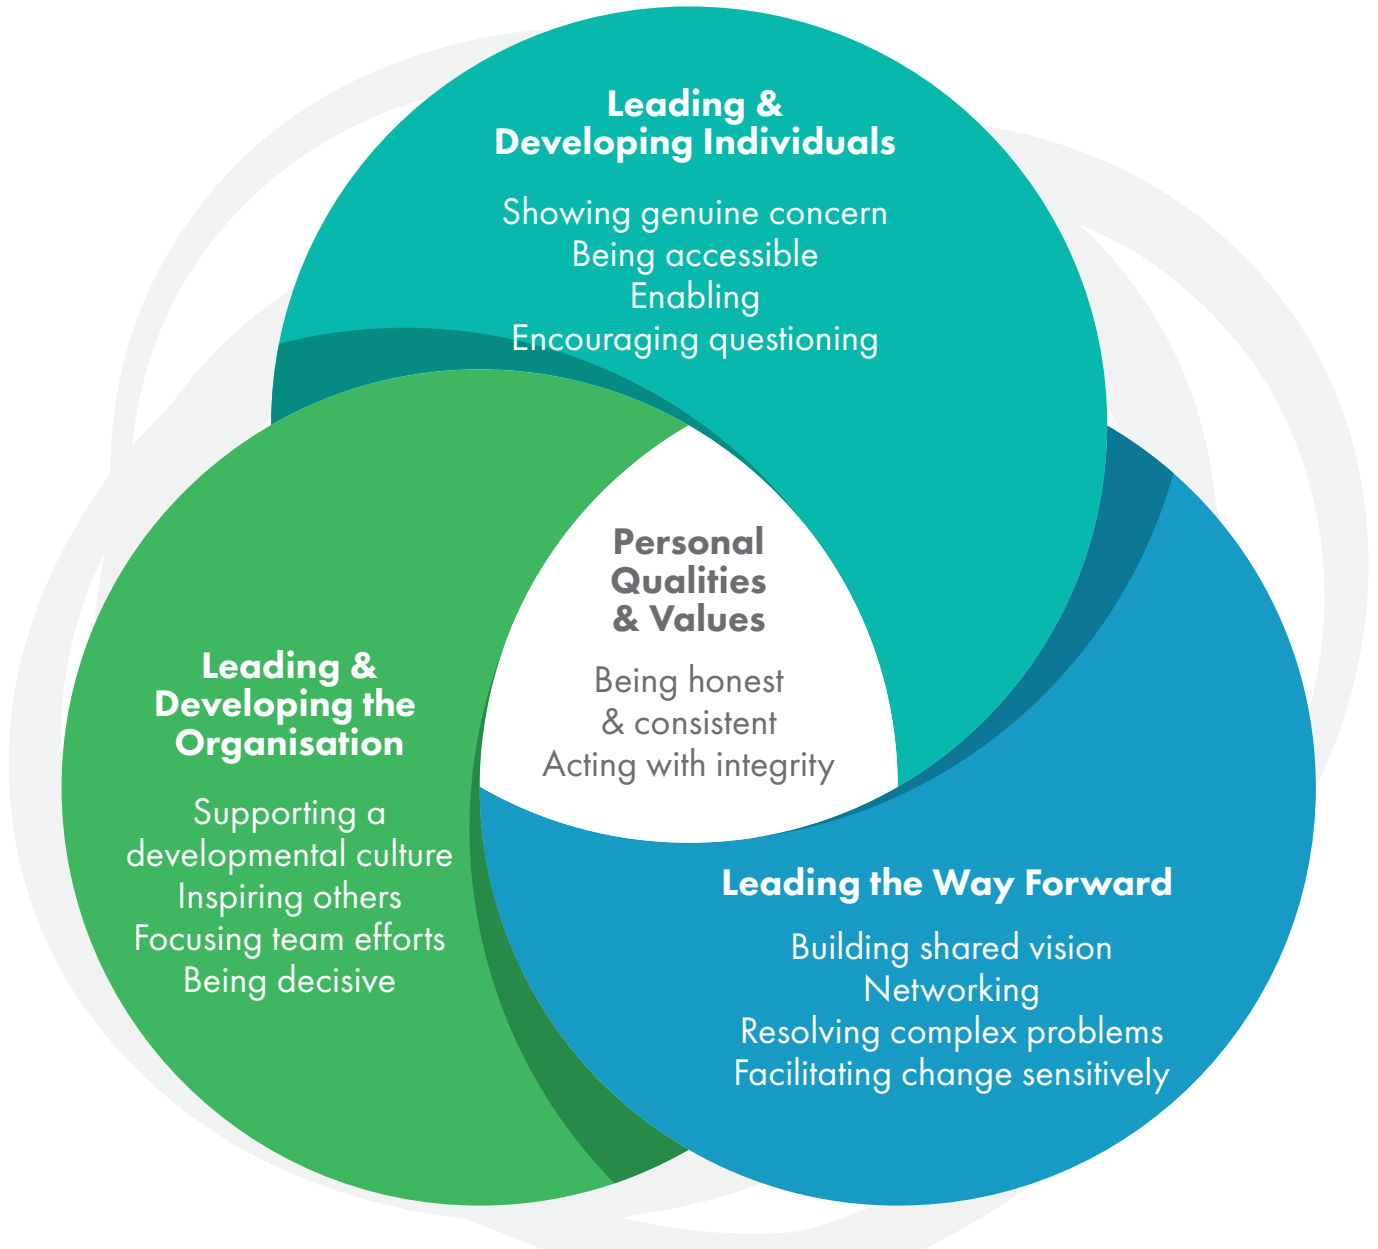 Leading &
Developing Individuals
Showing genuine concern
Being accessible
Enabling
Encouraging questioning
Personal
Qualities
& Values
Being honest
& consistent
Acting with integrity
Leading &
Developing the
Organisation
Supporting a
developmental culture
Inspiring others
Focusing team efforts
Being decisive
Leading the Way Forward
Building shared vision
Networking
Resolving complex problems
Facilitating change sensitively